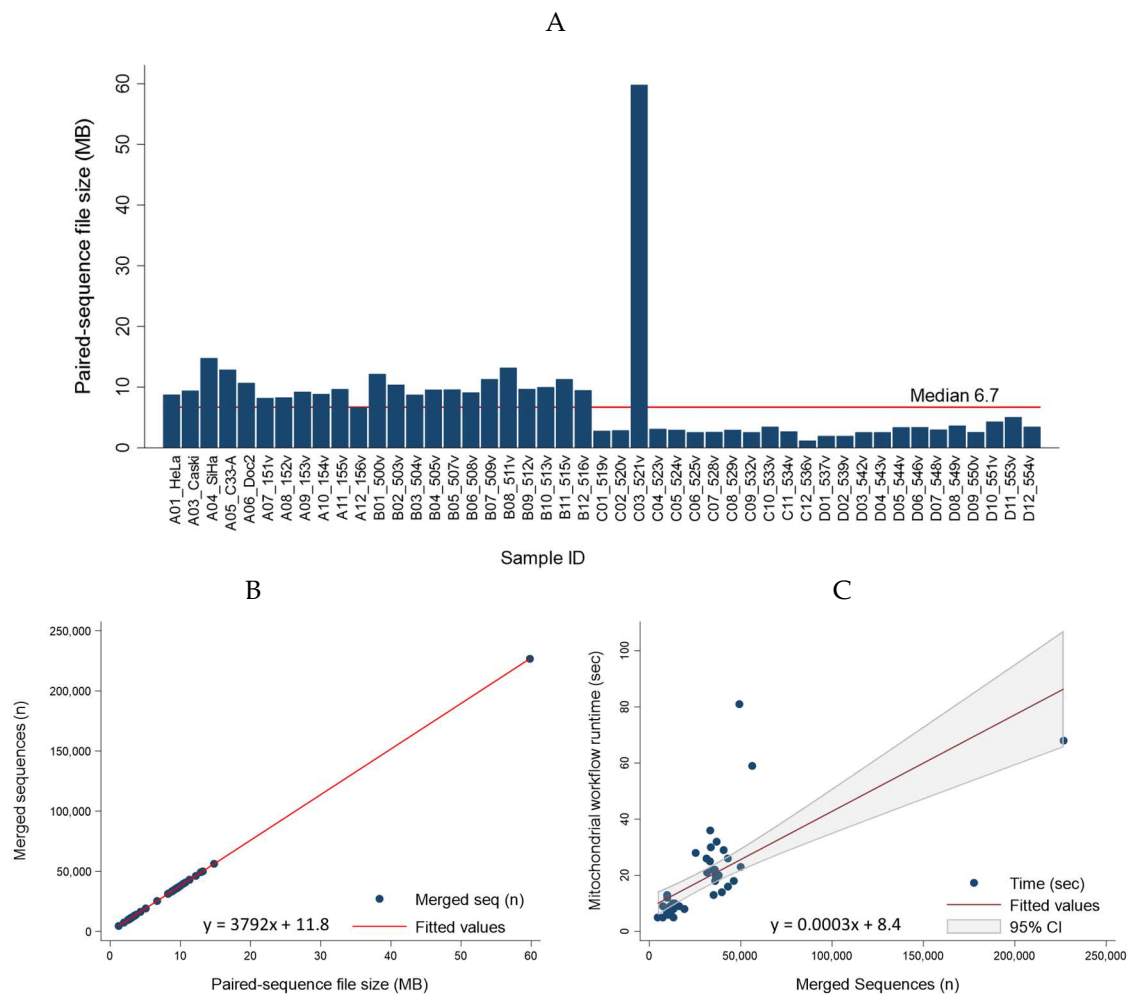 A
Paired-sequence file size (MB)
60
50
40
30
20
10
0
Median 6.7
A01_HeLa
A03_Caski
A04_SiHa
A05_C33-A
A06_Doc2
A07_151v
A08_152v
A09_153v
A10_154v
A11_155v
A12_156v
B01_500v
B02_503v
B03_504v
B04_505v
B05_507v
B06_508v
B07_509v
B08_511v
B09_512v
B10_513v
B11_515v
B12_516v
C01_519v
C02_520v
C03_521v
C04_523v
C05_524v
C06_525v
C07_528v
C08_529v
C09_532v
C10_533v
C11_534v
C12_536v
D01_537v
D02_539v
D03_542v
D04_543v
D05_544v
D06_546v
D07_548v
D08_549v
D09_550v
D10_551v
D11_553v
D12_554v
Sample ID
B
Merged sequences (n)
250,000
200,000
150,000
100,000
50,000
0
Merged seq (n)
y = 3792x + 11.8
Fitted values
0 10 20 30 40 50 60
Paired-sequence file size (MB)
C
Mitochondrial workflow runtime (sec)
100
80
60
40
20
0
Time (sec)
Fitted values
y = 0.0003x + 8.4
95% CI
0 50,000 100,000 150,000 200,000 250,000
Merged Sequences (n)